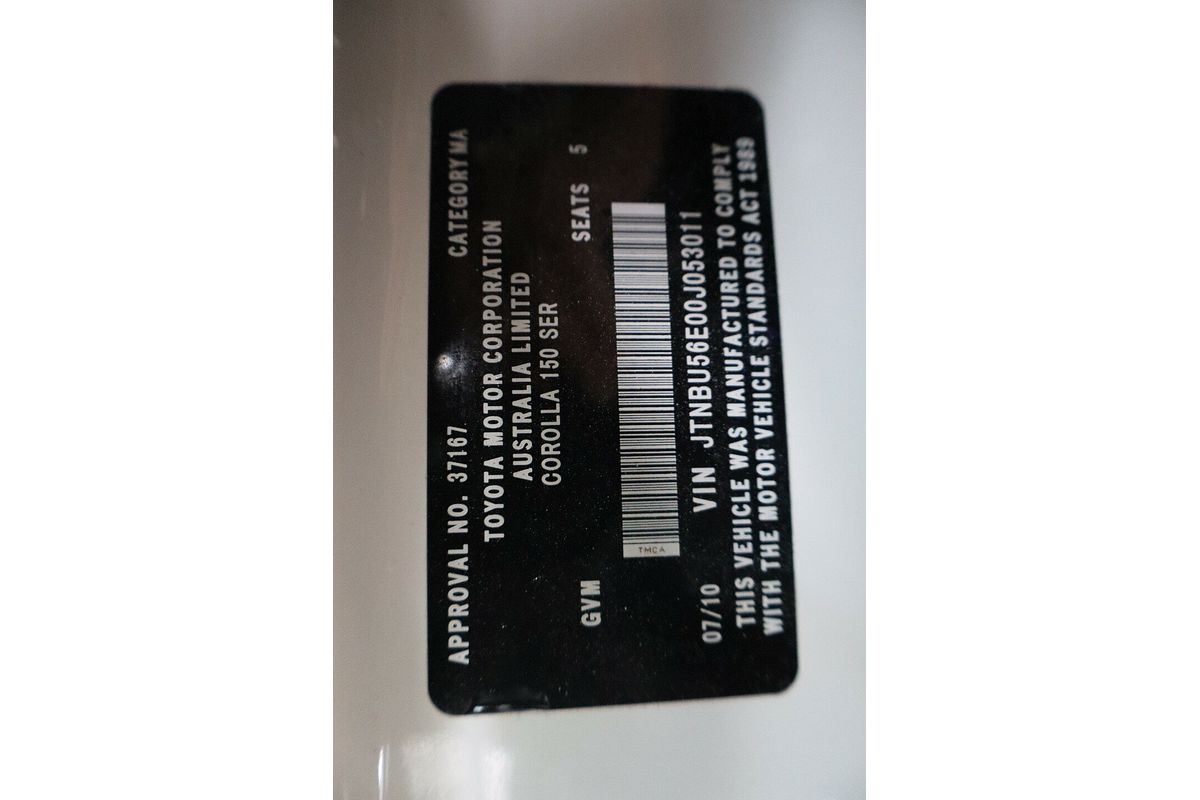 APPROVAL NO. 37167 CATEGORY MA
TOYOTA MOTOR CORPORATION
AUSTRALIA LIMITED
COROLLA 150 SER
GVM SEATS 5
TMCA
07/10 VIN JTNBU56E00J053011
THIS VEHICLE WAS MANUFACTURED TO COMPLY
WITH THE MOTOR VEHICLE STANDARDS ACT 1989